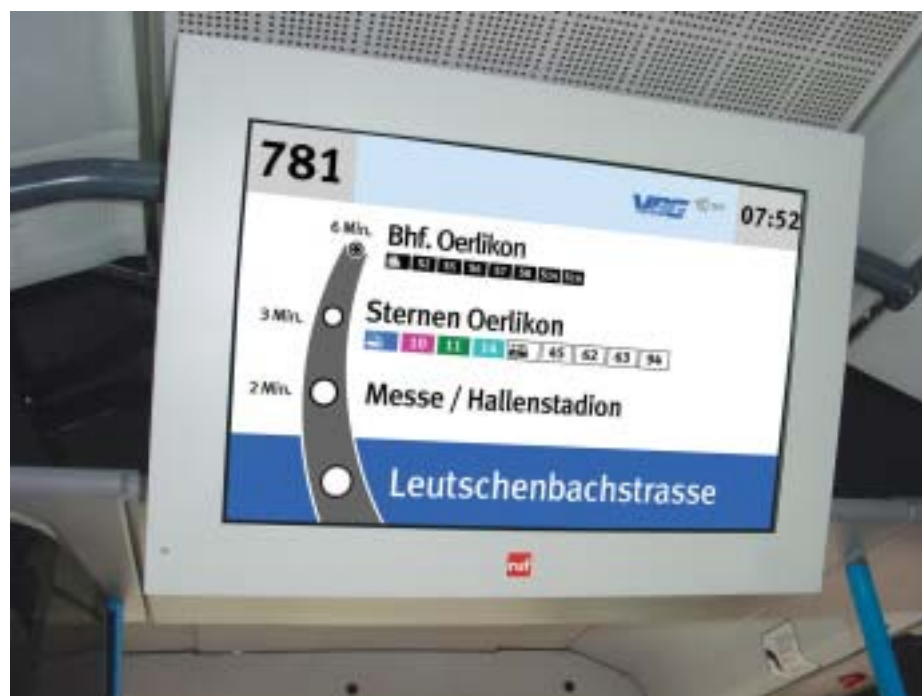 781
VBG
07:52
6 Min.
Bhf. Oerlikon
3 Min.
Sternen Oerlikon
10 11 14 45 62 63 94
2 Min.
Messe / Hallenstadion
Leutschenbachstrasse
ruf